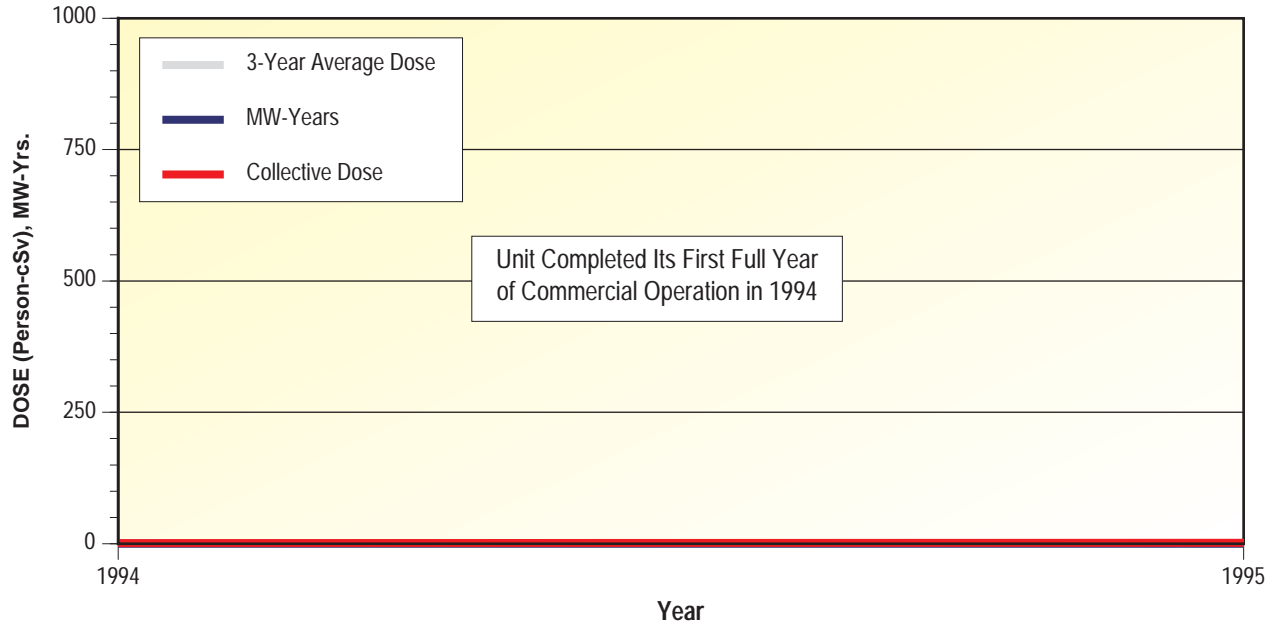 1000
750
500
250
0
DOSE (Person-cSv), MW-Yrs.
3-Year Average Dose
MW-Years
Collective Dose
Unit Completed Its First Full Year
of Commercial Operation in 1994
1994
1995
Year